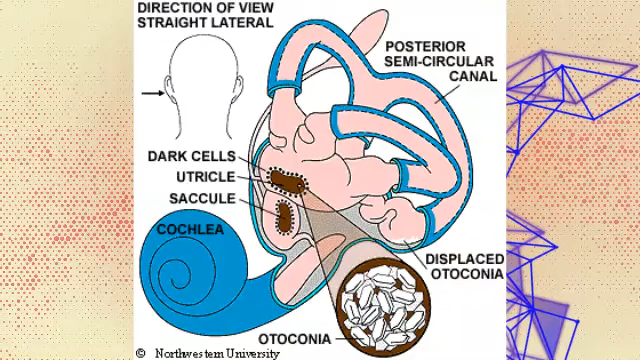 DIRECTION OF VIEW
STRAIGHT LATERAL
POSTERIOR
SEMI-CIRCULAR
CANAL
DARK CELLS
UTRICLE
SACCULE
COCHLEA
DISPLACED
OTOCONIA
OTOCONIA
© Northwestern University